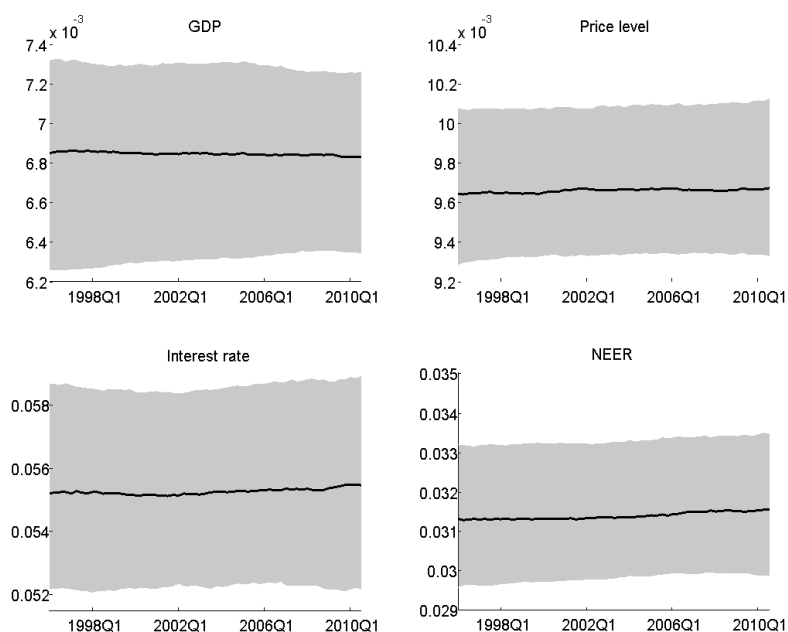 GDP
x 10-3
7.4
7.2
7
6.8
6.6
6.4
6.2
1998Q1 2002Q1 2006Q1 2010Q1
Price level
x 10-3
10.4
10.2
10
9.8
9.6
9.4
9.2
1998Q1 2002Q1 2006Q1 2010Q1
Interest rate
0.058
0.056
0.054
0.052
1998Q1 2002Q1 2006Q1 2010Q1
NEER
0.035
0.034
0.033
0.032
0.031
0.03
0.029
1998Q1 2002Q1 2006Q1 2010Q1